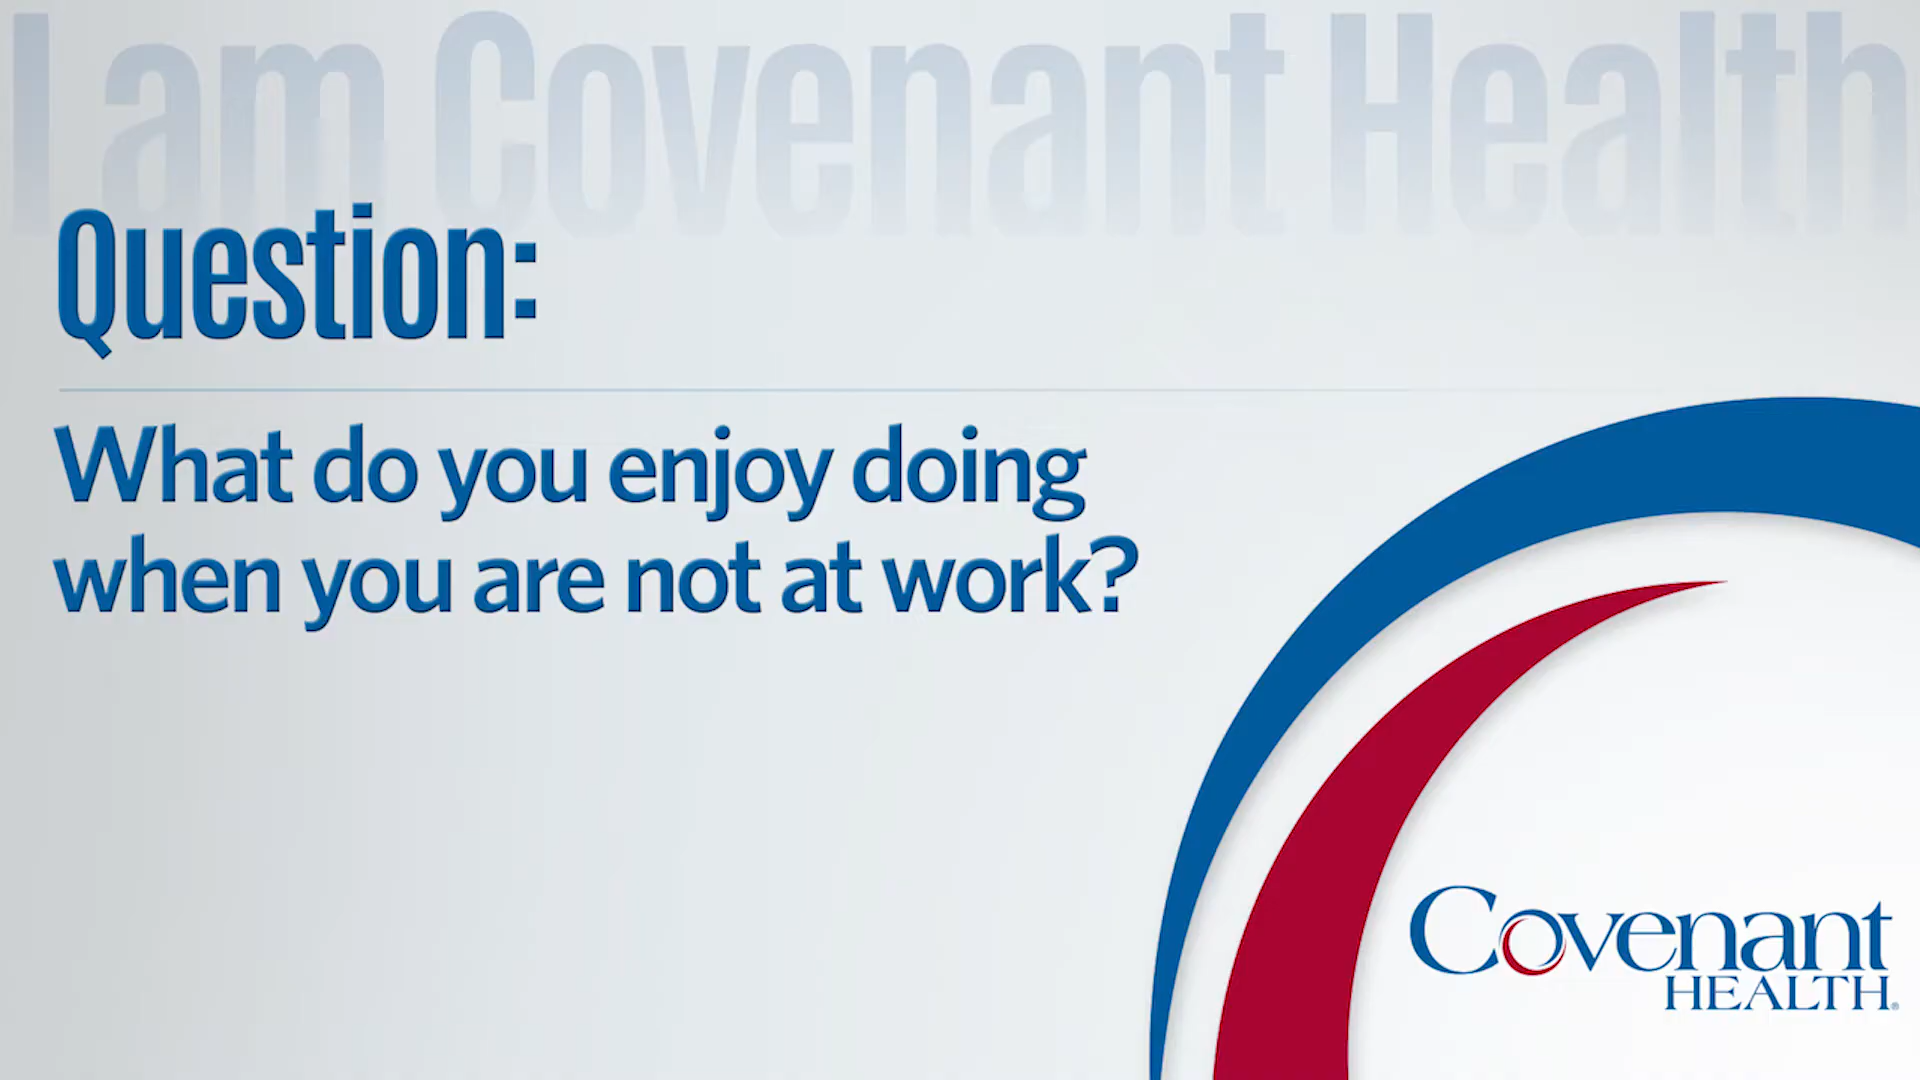 I am Covenant Health
Question:
What do you enjoy doing
when you are not at work?
Covenant
HEALTH®